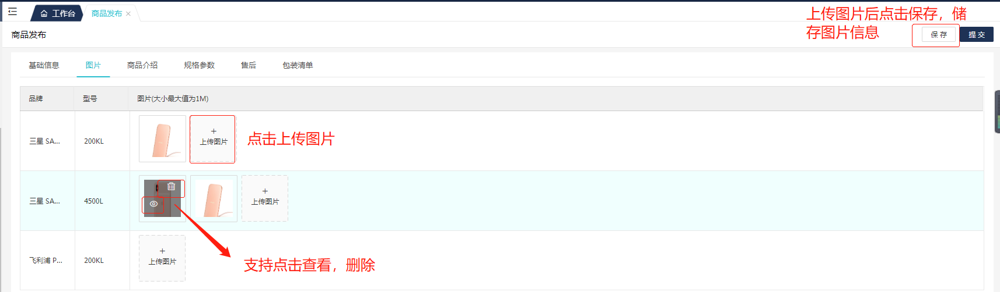 工作台
商品发布 ×
上传图片后点击保存，储
存图片信息
商品发布
保存
提交
基础信息
图片
商品介绍
规格参数
售后
包装清单
品牌
型号
图片(大小最大值为1M)
三星 SA...
200KL
+
上传图片
点击上传图片
三星 SA...
4500L
+
上传图片
飞利浦 P...
200KL
+
上传图片
支持点击查看，删除